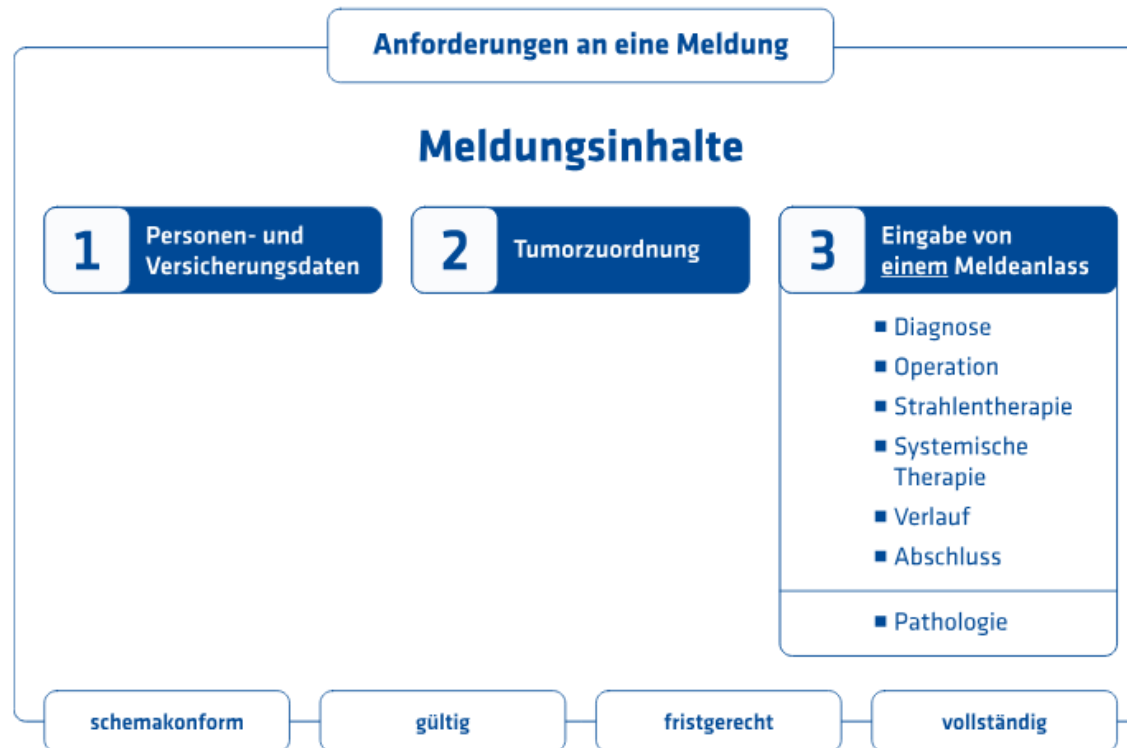 Anforderungen an eine Meldung
Meldungsinhalte
1
Personen- und
Versicherungsdaten
2
Tumorzuordnung
3
Eingabe von
einem Meldeanlass
Diagnose
Operation
Strahlentherapie
Systemische
Therapie
Verlauf
Abschluss
Pathologie
schemakonform
gültig
fristgerecht
vollständig